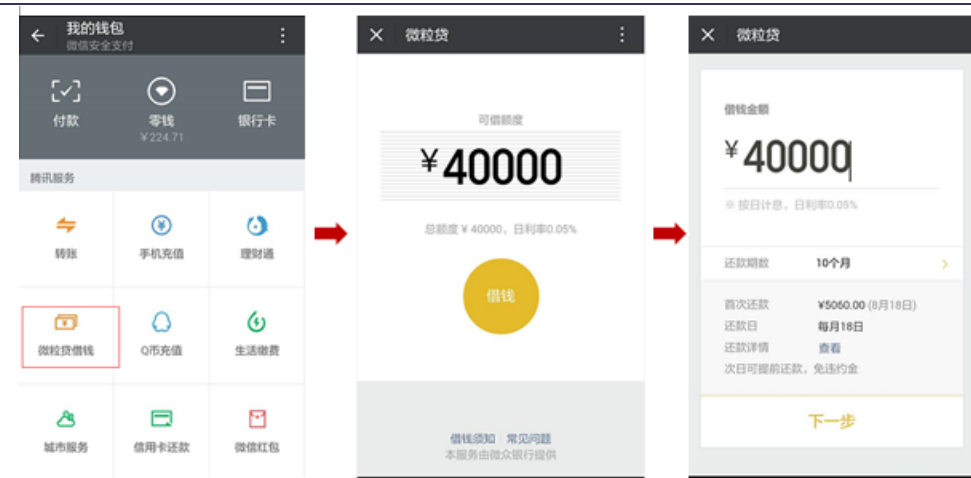 我的钱包
微信安全支付
付款
零钱
银行卡
￥224.71
腾讯服务
转账
手机充值
理财通
微粒贷借钱
Q币充值
生活缴费
城市服务
信用卡还款
微信红包
微粒贷
可借额度
￥40000
总额度￥40000，日利率0.05%
借钱
借钱须知 常见问题
本服务由微众银行提供
微粒贷
借钱金额
￥40000
※ 按日计息，日利率0.05%
还款期数 10个月
首次还款 ¥5060.00 (8月18日)
还款日 每月18日
还款详情 查看
次日可提前还款，免违约金
下一步